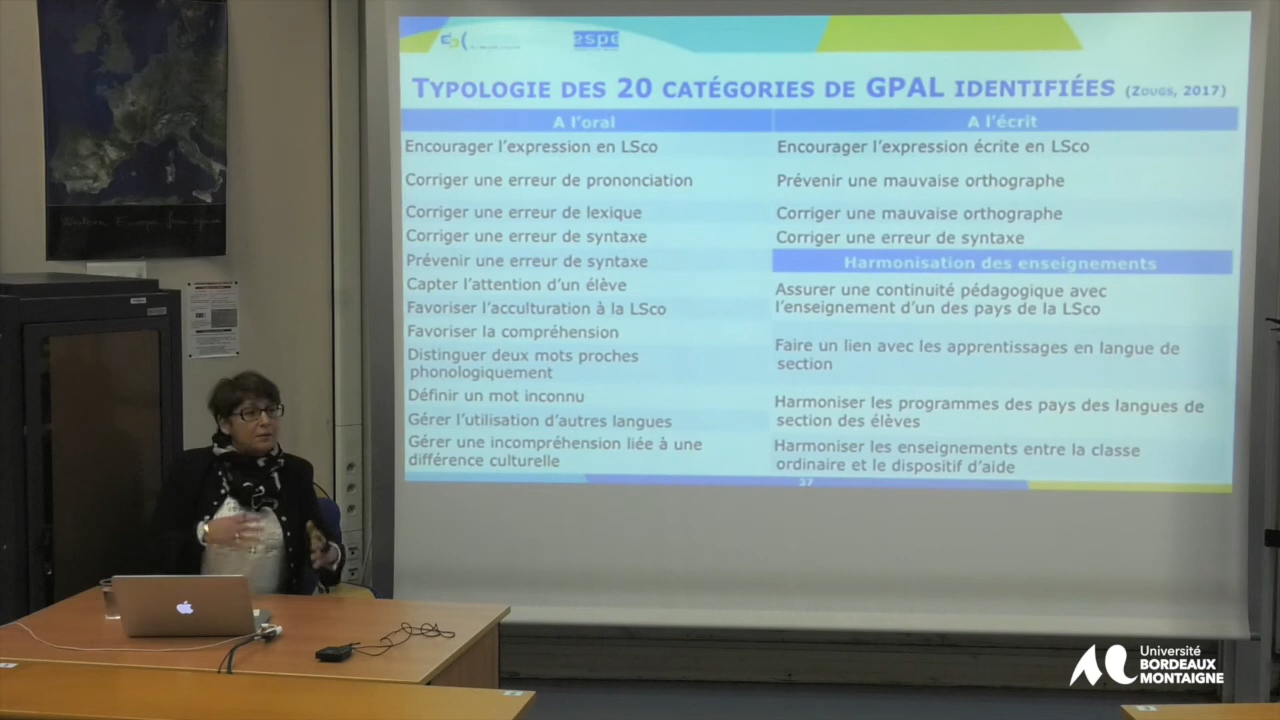 espe
TYPOLOGIE DES 20 CATÉGORIES DE GPAL IDENTIFIÉES (ZOUGS, 2017)
A l'oral
Encourager l'expression en LSco
Corriger une erreur de prononciation
Corriger une erreur de lexique
Corriger une erreur de syntaxe
Prévenir une erreur de syntaxe
Capter l'attention d'un élève
Favoriser l'acculturation à la LSco
Favoriser la compréhension
Distinguer deux mots proches
phonologiquement
Définir un mot inconnu
Gérer l'utilisation d'autres langues
Gérer une incompréhension liée à une
différence culturelle
A l'écrit
Encourager l'expression écrite en LSco
Prévenir une mauvaise orthographe
Corriger une mauvaise orthographe
Corriger une erreur de syntaxe
Harmonisation des enseignements
Assurer une continuité pédagogique avec
l'enseignement d'un des pays de la LSco
Faire un lien avec les apprentissages en langue de
section
Harmoniser les programmes des pays des langues de
section des élèves
Harmoniser les enseignements entre la classe
ordinaire et le dispositif d'aide
37
Western Europe from space
Université
BORDEAUX
MONTAIGNE